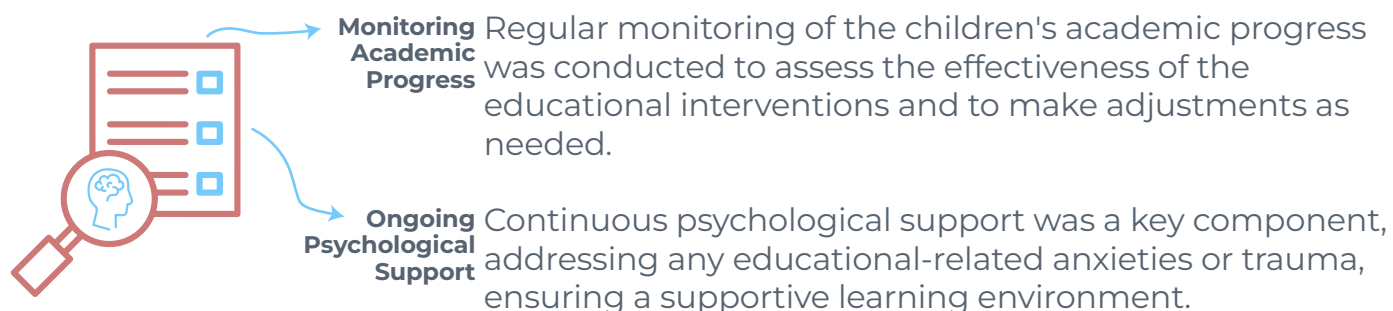 Monitoring
Academic
Progress
Regular monitoring of the children's academic progress
was conducted to assess the effectiveness of the
educational interventions and to make adjustments as
needed.
Ongoing
Psychological
Support
Continuous psychological support was a key component,
addressing any educational-related anxieties or trauma,
ensuring a supportive learning environment.